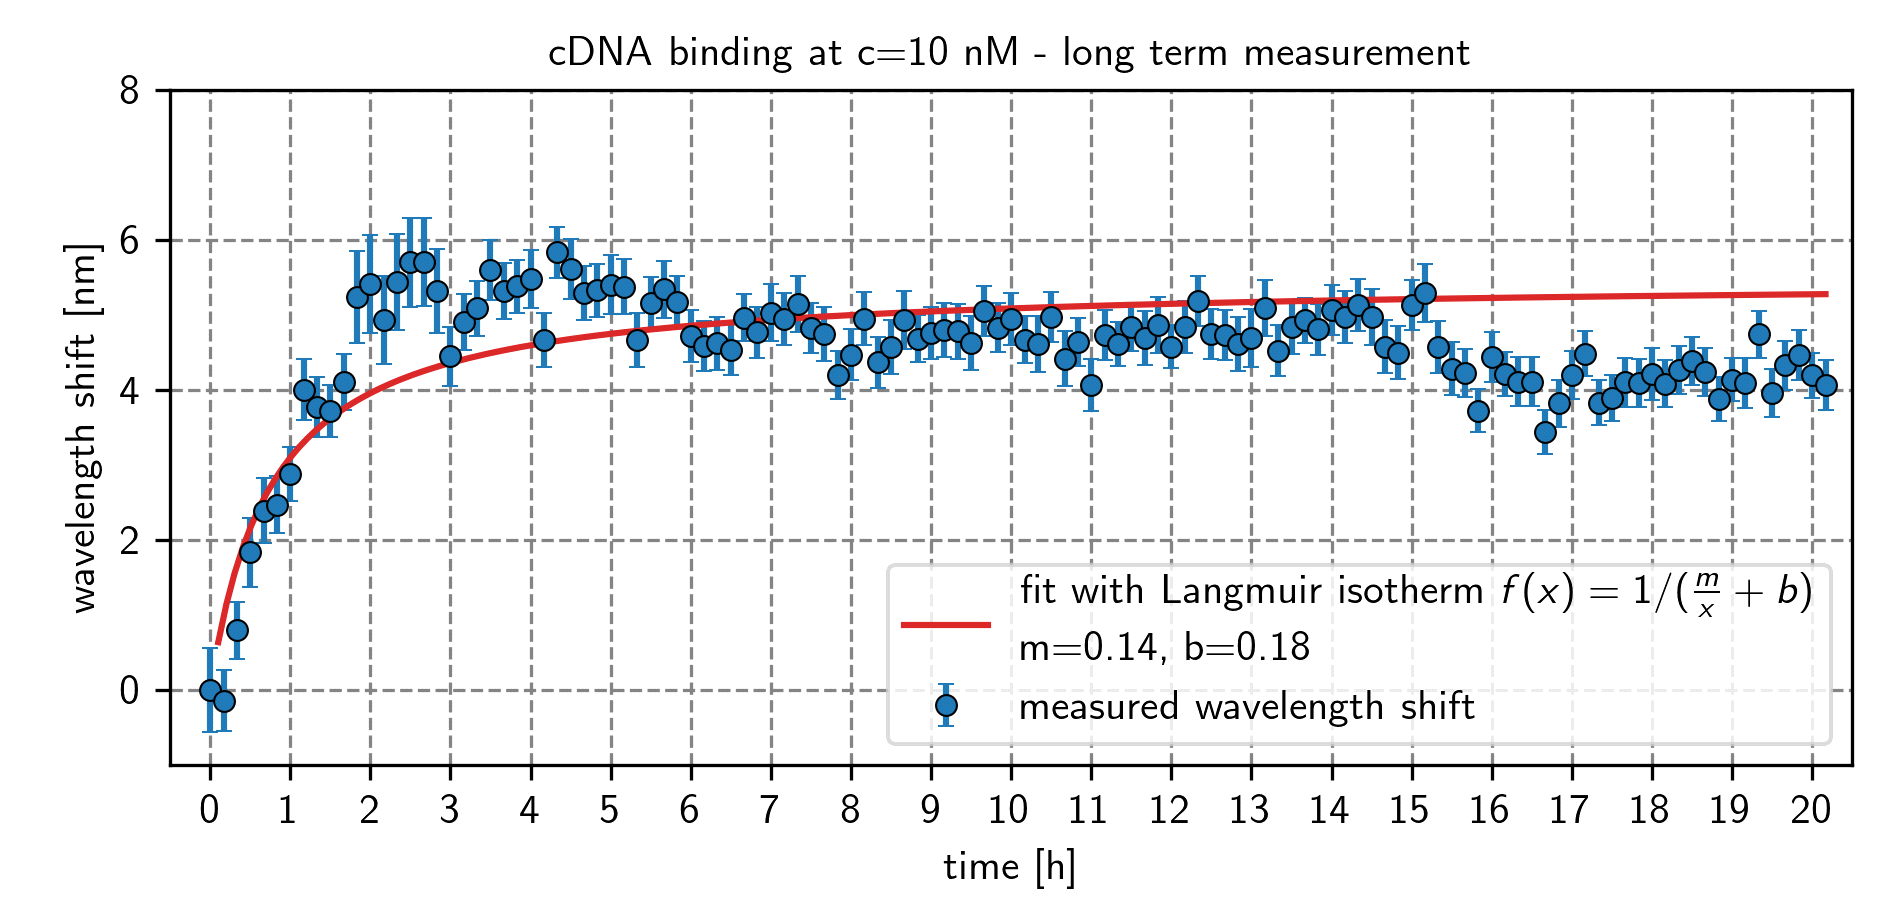 cDNA binding at c=10 nM - long term measurement
8
6
4
2
0
wavelength shift [nm]
fit with Langmuir isotherm f(x) = 1/(m/x + b)
m=0.14, b=0.18
measured wavelength shift
0 1 2 3 4 5 6 7 8 9 10 11 12 13 14 15 16 17 18 19 20
time [h]